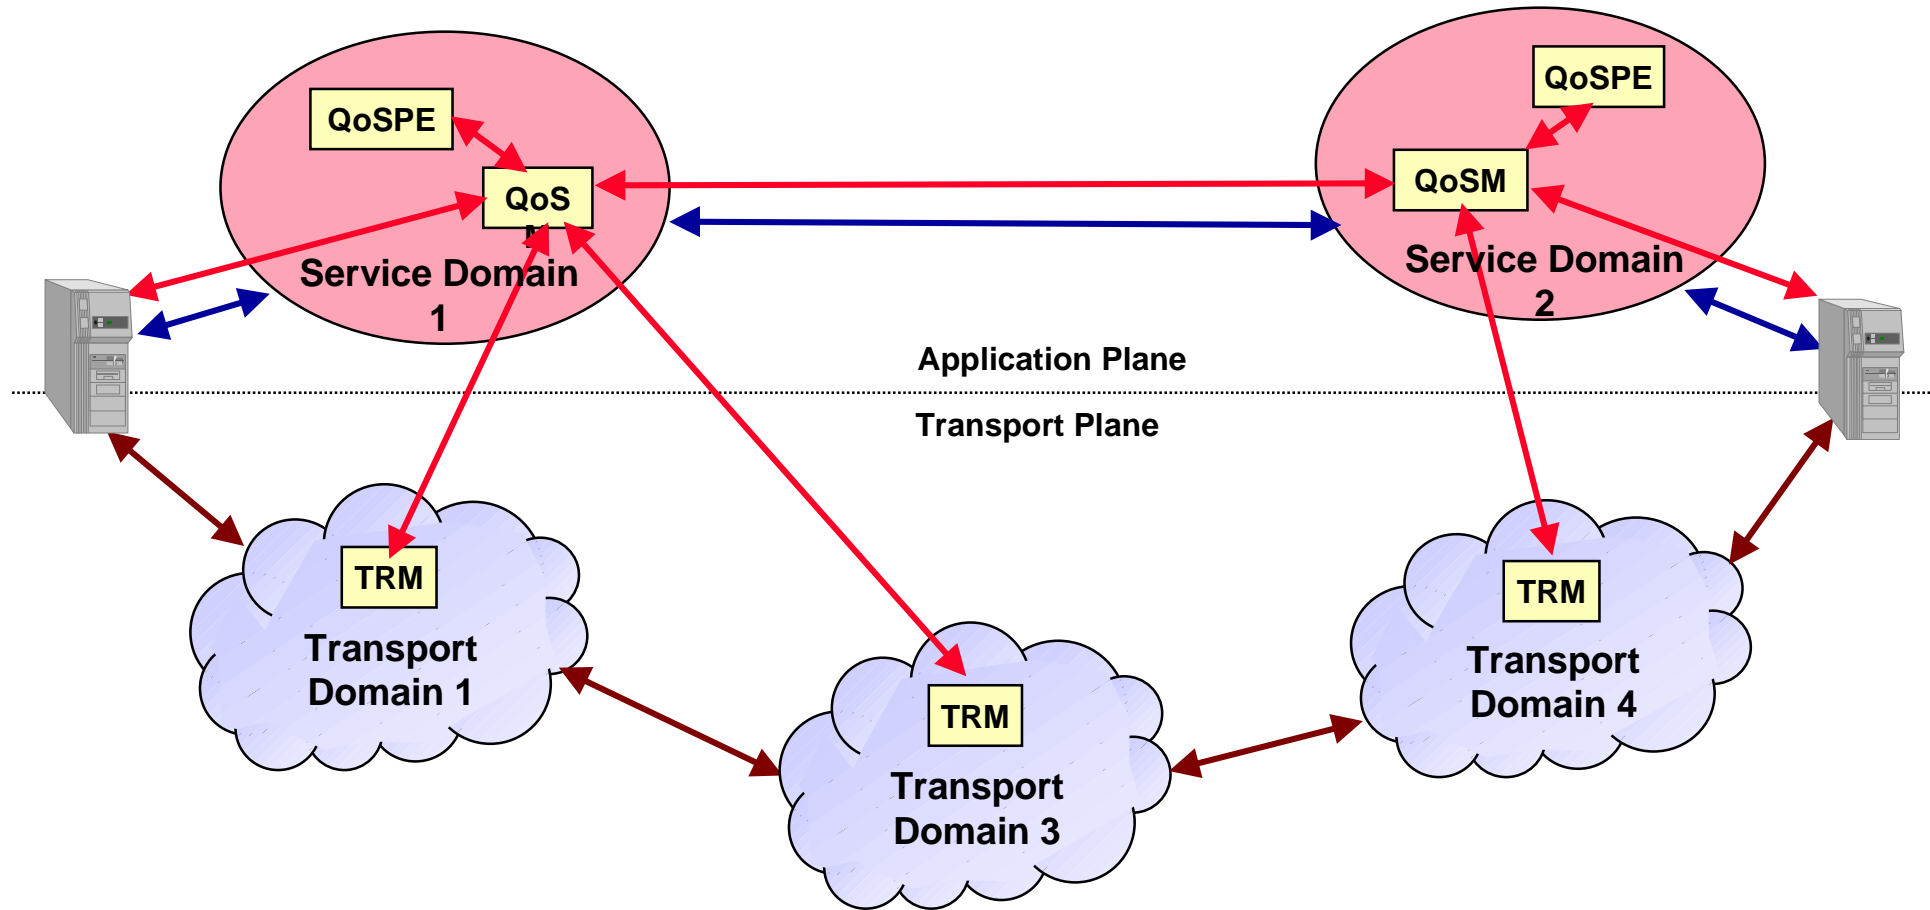 QoSPE
QoS
M
Service Domain
1
QoSPE
QoSM
Service Domain
2
Application Plane
Transport Plane
TRM
Transport
Domain 1
TRM
Transport
Domain 3
TRM
Transport
Domain 4